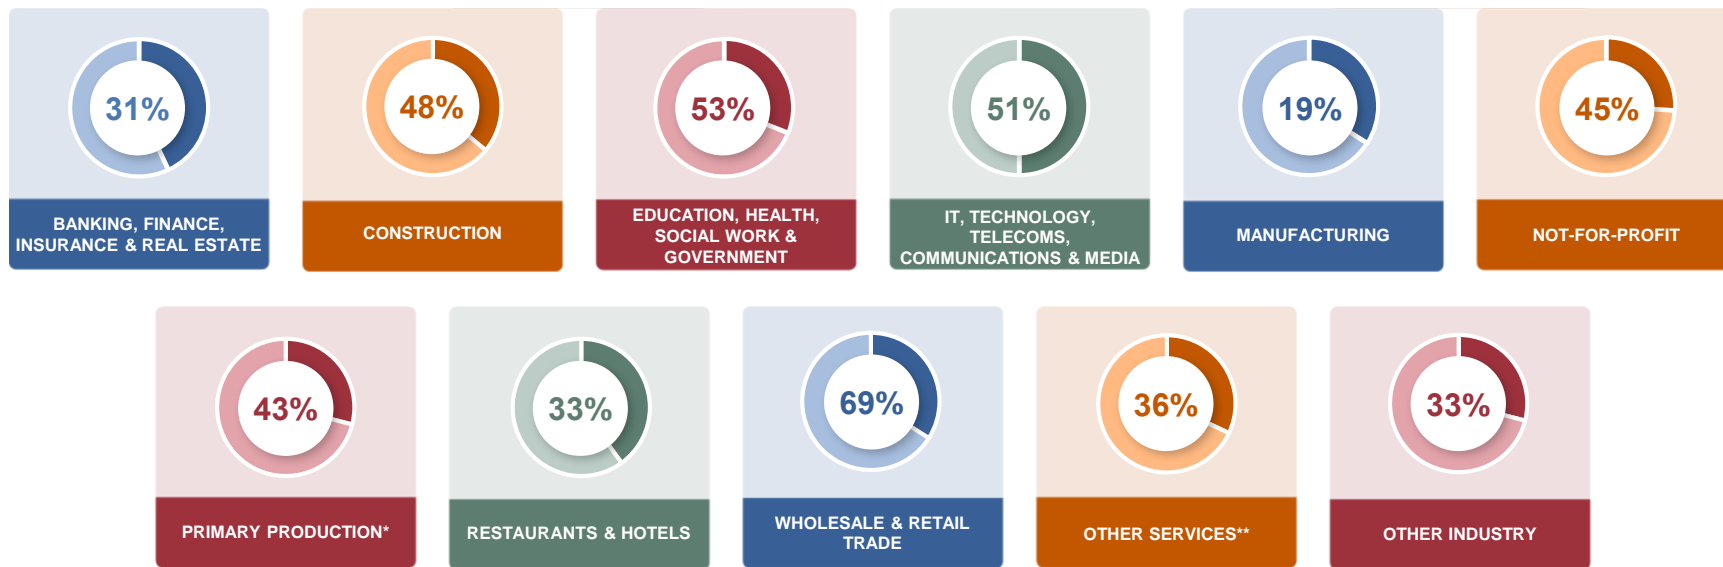 31%
48%
53%
51%
19%
45%
BANKING, FINANCE,
INSURANCE & REAL ESTATE
CONSTRUCTION
EDUCATION, HEALTH,
SOCIAL WORK &
GOVERNMENT
IT, TECHNOLOGY,
TELECOMS,
COMMUNICATIONS & MEDIA
MANUFACTURING
NOT-FOR-PROFIT
43%
33%
69%
36%
33%
PRIMARY PRODUCTION*
RESTAURANTS & HOTELS
WHOLESALE & RETAIL
TRADE
OTHER SERVICES**
OTHER INDUSTRY